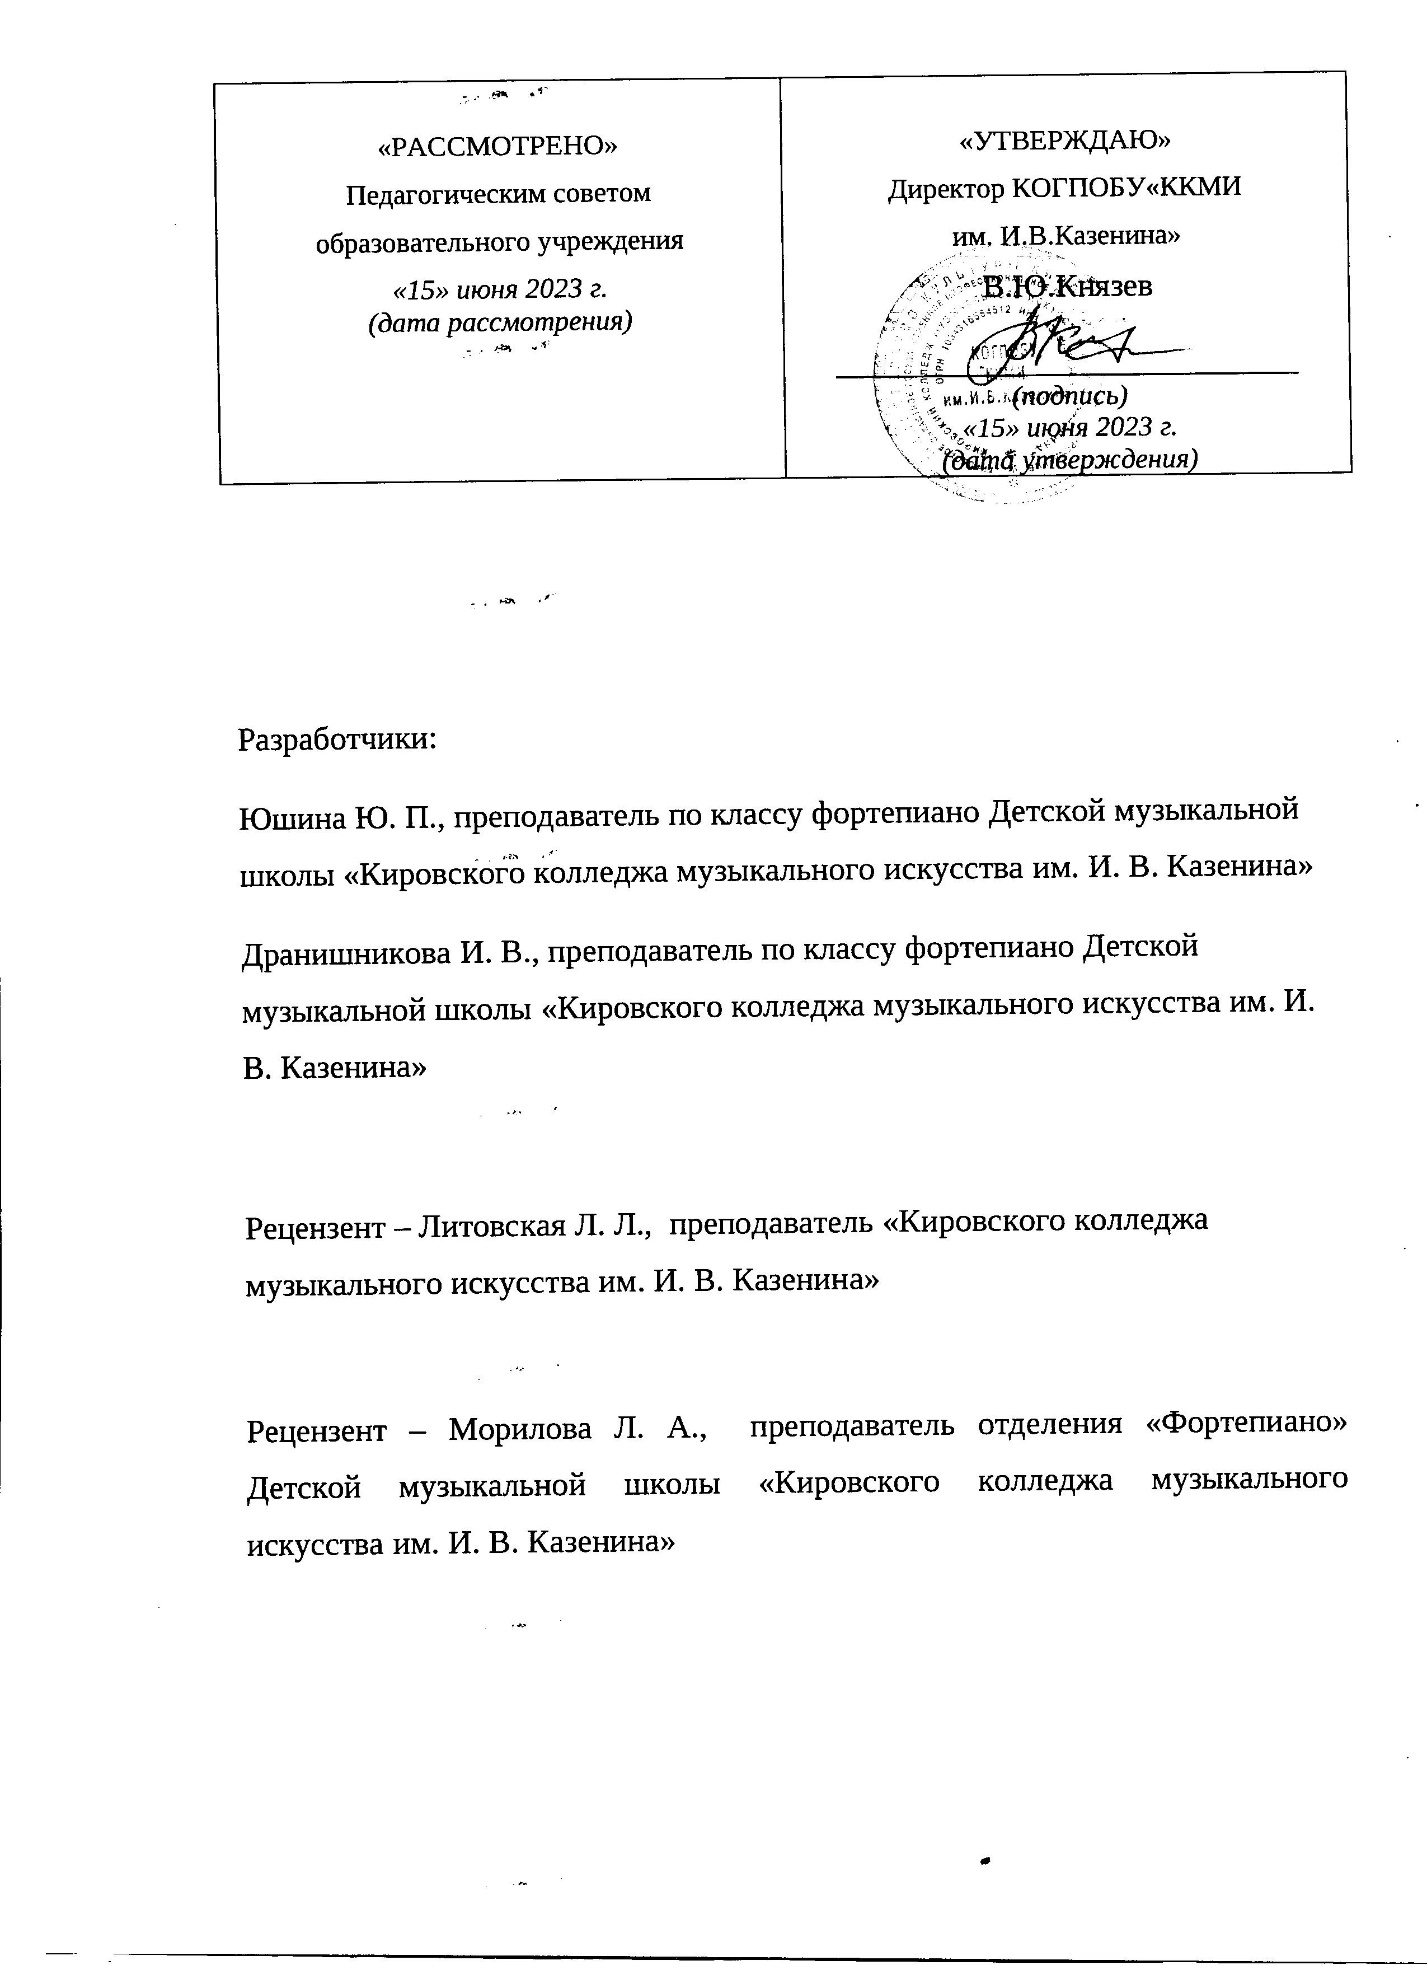 «РАССМОТРЕНО»
Педагогическим советом
образовательного учреждения
«15» июня 2023 г.
(дата рассмотрения)
«УТВЕРЖДАЮ»
Директор КОГПОБУ«ККМИ
им. И.В.Казенина»
В.Ю.Князев
(подпись)
«15» июня 2023 г.
(дата утверждения)
Разработчики:
Юшина Ю. П., преподаватель по классу фортепиано Детской музыкальной
школы «Кировского колледжа музыкального искусства им. И. В. Казенина»
Дранишникова И. В., преподаватель по классу фортепиано Детской
музыкальной школы «Кировского колледжа музыкального искусства им. И.
В. Казенина»
Рецензент – Литовская Л. Л., преподаватель «Кировского колледжа
музыкального искусства им. И. В. Казенина»
Рецензент – Морилова Л. А., преподаватель отделения «Фортепиано»
Детской музыкальной школы «Кировского колледжа музыкального
искусства им. И. В. Казенина»